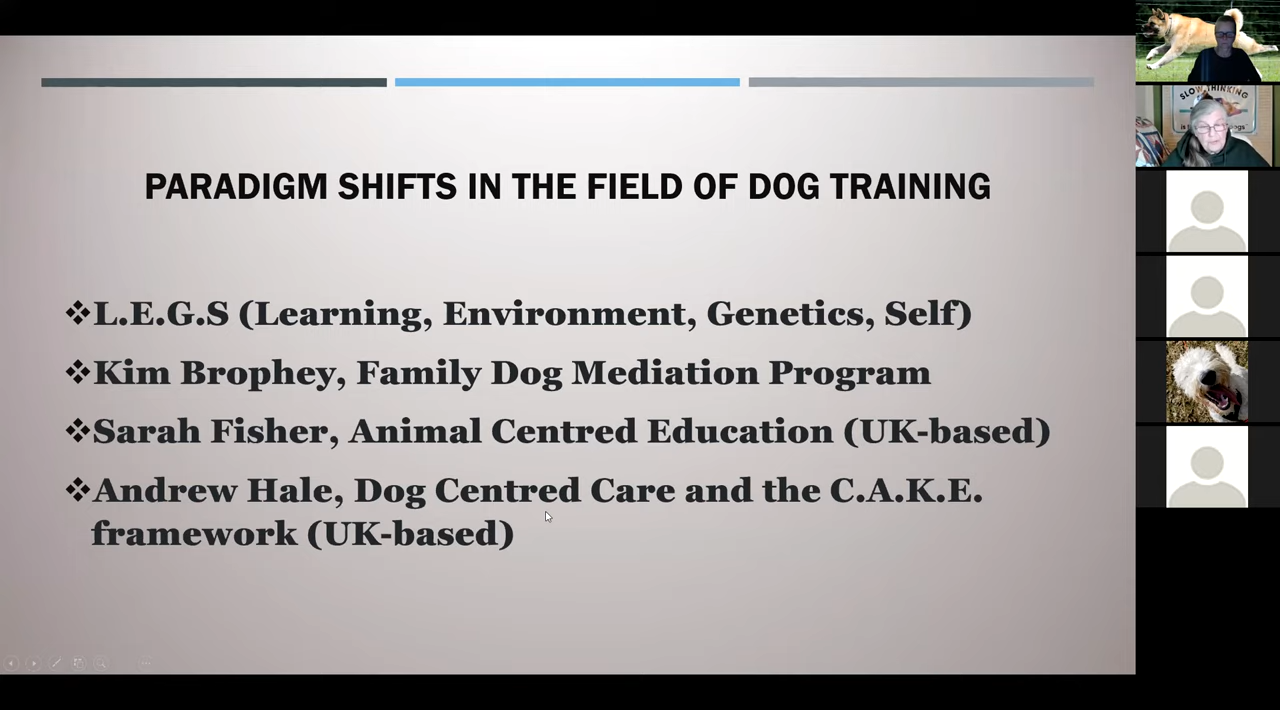 PARADIGM SHIFTS IN THE FIELD OF DOG TRAINING
L.E.G.S (Learning, Environment, Genetics, Self)
Kim Brophey, Family Dog Mediation Program
Sarah Fisher, Animal Centred Education (UK-based)
Andrew Hale, Dog Centred Care and the C.A.K.E.
framework (UK-based)
SLOW THINKING
is